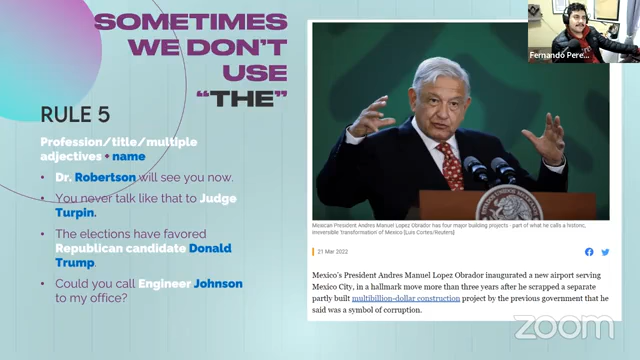 SOMETIMES
WE DON'T
USE
"THE"
RULE 5
Profession/title/multiple
adjectives + name
• Dr. Robertson will see you now.
• You never talk like that to Judge
Turpin.
• The elections have favored
Republican candidate Donald
Trump.
• Could you call Engineer Johnson
to my office?
Fernando Pere...
Mexican President Andres Manuel Lopez Obrador has four major building projects - part of what he calls a historic,
irreversible 'transformation' of Mexico [Luis Cortes/Reuters]
21 Mar 2022
Mexico's President Andres Manuel Lopez Obrador inaugurated a new airport serving
Mexico City, in a hallmark move more than three years after he scrapped a separate
partly built multibillion-dollar construction project by the previous government that he
said was a symbol of corruption.
zoom